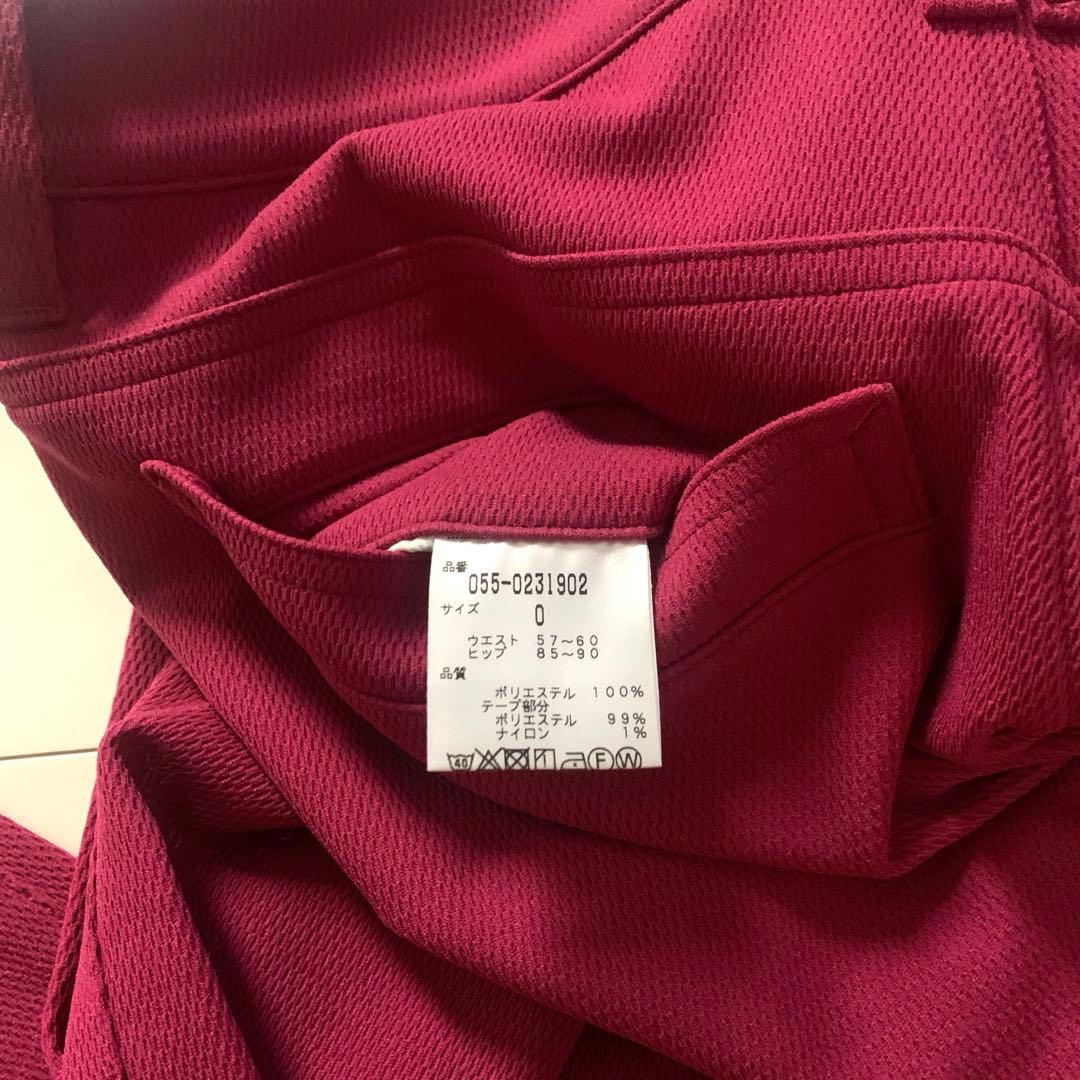 品番
055-0231902
サイズ 0
ウエスト 57〜60
ヒップ 85〜90
品質
ポリエステル 100%
テープ部分
ポリエステル 99%
ナイロン 1%
40 F W